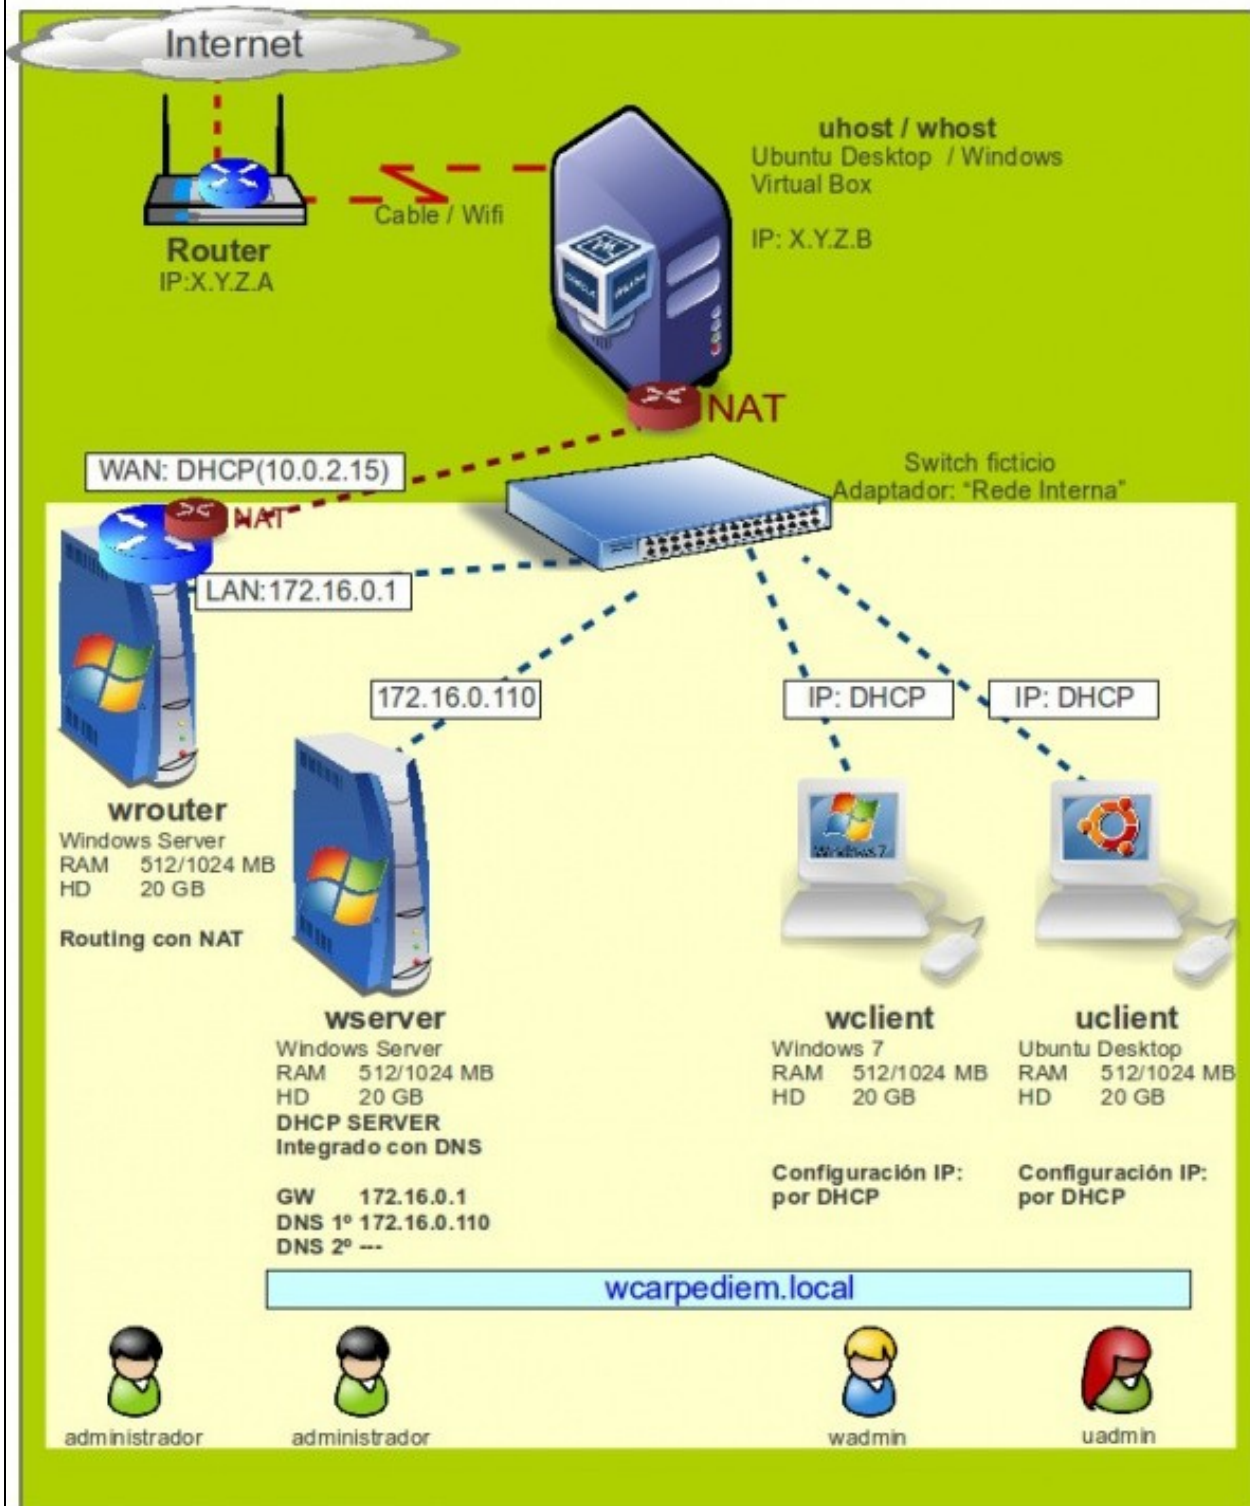 Internet
uhost / whost
Ubuntu Desktop / Windows
Virtual Box
IP: X.Y.Z.B
Cable / Wifi
Router
IP:X.Y.Z.A
NAT
WAN: DHCP(10.0.2.15)
Switch ficticio
Adaptador: “Rede Interna”
NAT
LAN:172.16.0.1
172.16.0.110
IP: DHCP
IP: DHCP
wrouter
Windows Server
RAM 512/1024 MB
HD 20 GB
Routing con NAT
Windows 7
wserver
Windows Server
RAM 512/1024 MB
HD 20 GB
DHCP SERVER
Integrado con DNS
GW 172.16.0.1
DNS 1º 172.16.0.110
DNS 2º ---
wclient
Windows 7
RAM 512/1024 MB
HD 20 GB
Configuración IP:
por DHCP
uclient
Ubuntu Desktop
RAM 512/1024 MB
HD 20 GB
Configuración IP:
por DHCP
wcarpediem.local
administrador
administrador
wadmin
uadmin